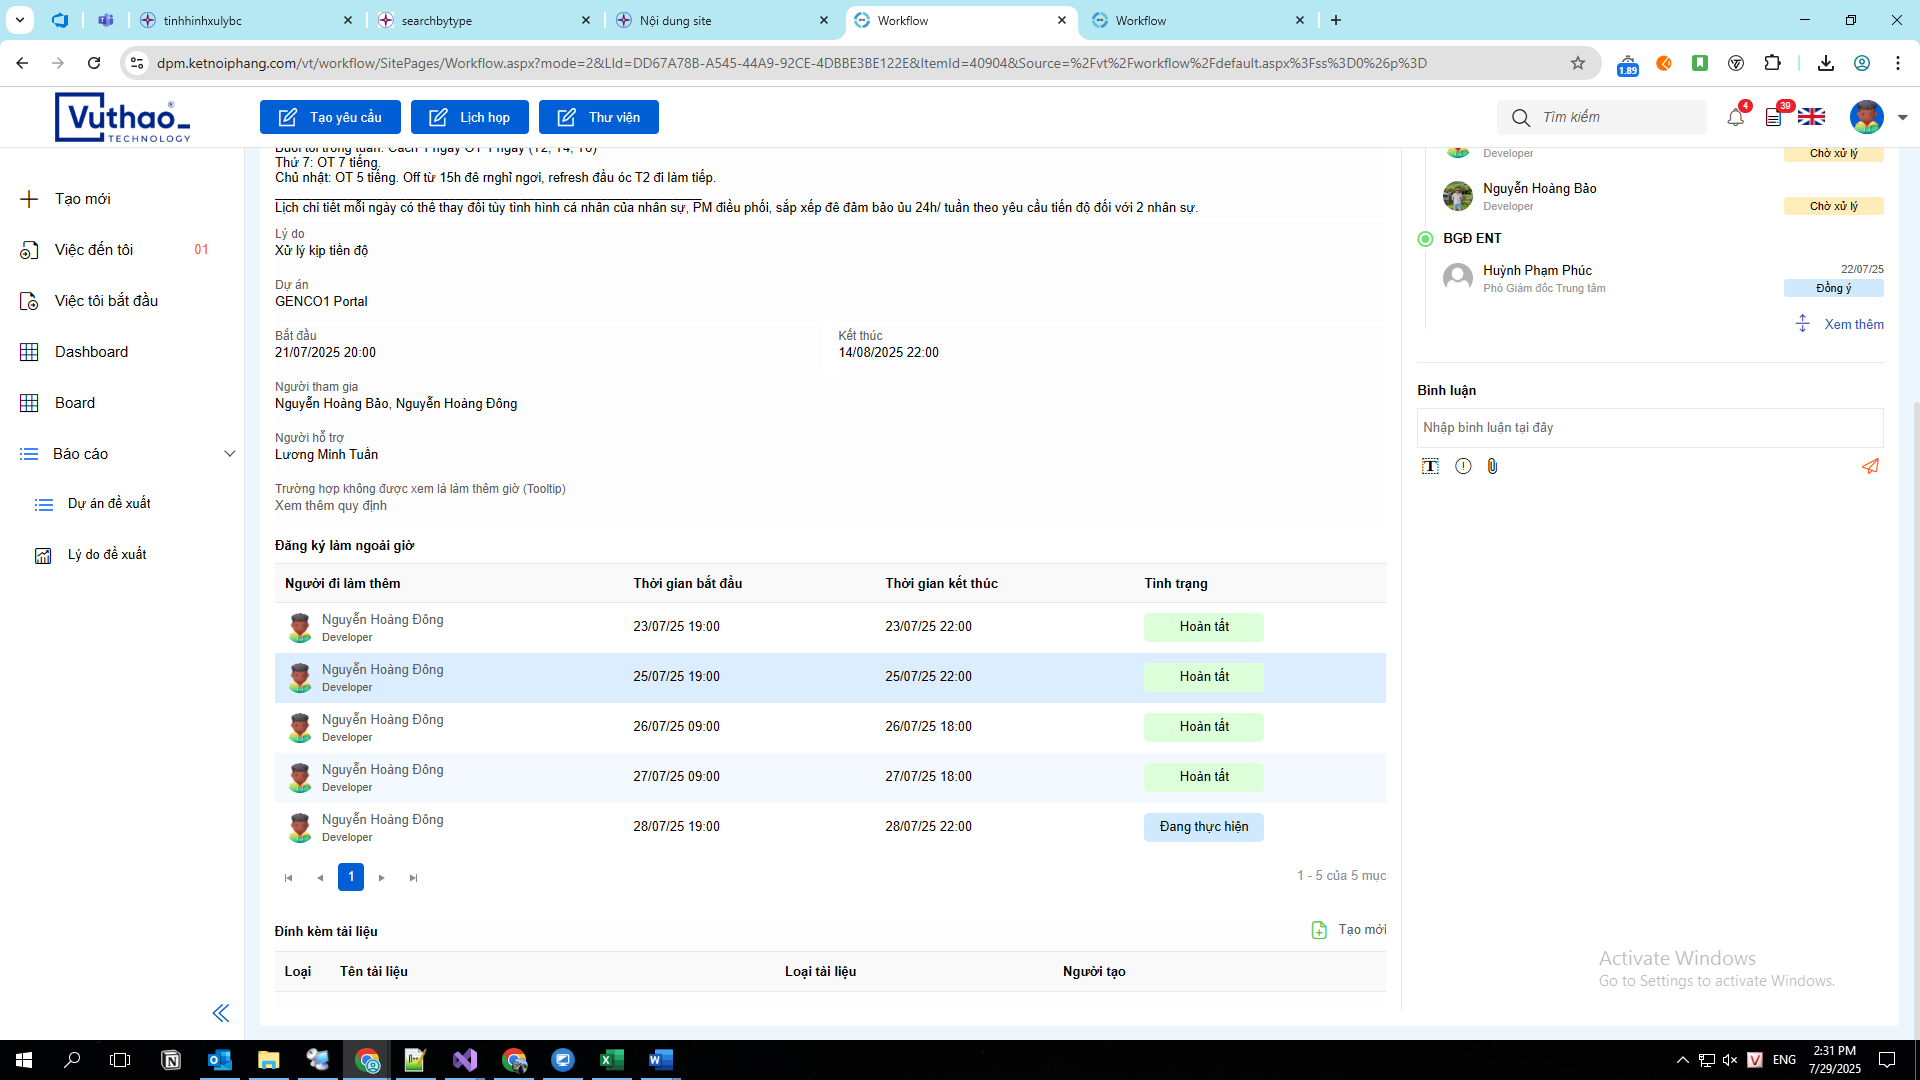 tinhhinhxulybc
searchbytype
Nội dung site
Workflow
Workflow
dpm.ketnoiphang.com/vt/workflow/SitePages/Workflow.aspx?mode=2&LId=DD67A78B-A545-44A9-92CE-4DBBE3BE122E&ItemId=40904&Source=%2Fvt%2Fworkflow%2Fdefault.aspx%3Fss%3D0%26p%3D
1.89
Vuthao_®
TECHNOLOGY
Tạo yêu cầu
Lịch họp
Thư viện
Tìm kiếm
4
39
Tạo mới
Việc đến tôi 01
Việc tôi bắt đầu
Dashboard
Board
Báo cáo
Dự án đề xuất
Lý do đề xuất
Buổi tối trong tuần: Cách 1 ngày OT 1 ngày (T2, T4, T6)
Thứ 7: OT 7 tiếng.
Chủ nhật: OT 5 tiếng. Off từ 15h để rnghỉ ngơi, refresh đầu óc T2 đi làm tiếp.
Lịch chi tiết mỗi ngày có thể thay đổi tùy tình hình cá nhân của nhân sự, PM điều phối, sắp xếp để đảm bảo ủu 24h/ tuần theo yêu cầu tiến độ đối với 2 nhân sự.
Lý do
Xử lý kịp tiến độ
Dự án
GENCO1 Portal
Bắt đầu
21/07/2025 20:00
Kết thúc
14/08/2025 22:00
Người tham gia
Nguyễn Hoàng Bảo, Nguyễn Hoàng Đông
Người hỗ trợ
Lương Minh Tuấn
Trường hợp không được xem là làm thêm giờ (Tooltip)
Xem thêm quy định
Đăng ký làm ngoài giờ
Người đi làm thêm Thời gian bắt đầu Thời gian kết thúc Tình trạng
Nguyễn Hoàng Đông
Developer
23/07/25 19:00 23/07/25 22:00 Hoàn tất
Nguyễn Hoàng Đông
Developer
25/07/25 19:00 25/07/25 22:00 Hoàn tất
Nguyễn Hoàng Đông
Developer
26/07/25 09:00 26/07/25 18:00 Hoàn tất
Nguyễn Hoàng Đông
Developer
27/07/25 09:00 27/07/25 18:00 Hoàn tất
Nguyễn Hoàng Đông
Developer
28/07/25 19:00 28/07/25 22:00 Đang thực hiện
1
1 - 5 của 5 mục
Đính kèm tài liệu
Tạo mới
Loại Tên tài liệu Loại tài liệu Người tạo
Developer
Chờ xử lý
Nguyễn Hoàng Bảo
Developer
Chờ xử lý
BGĐ ENT
Huỳnh Phạm Phúc 22/07/25
Phó Giám đốc Trung tâm Đồng ý
Xem thêm
Bình luận
Nhập bình luận tại đây
Activate Windows
Go to Settings to activate Windows.
ENG
2:31 PM
7/29/2025